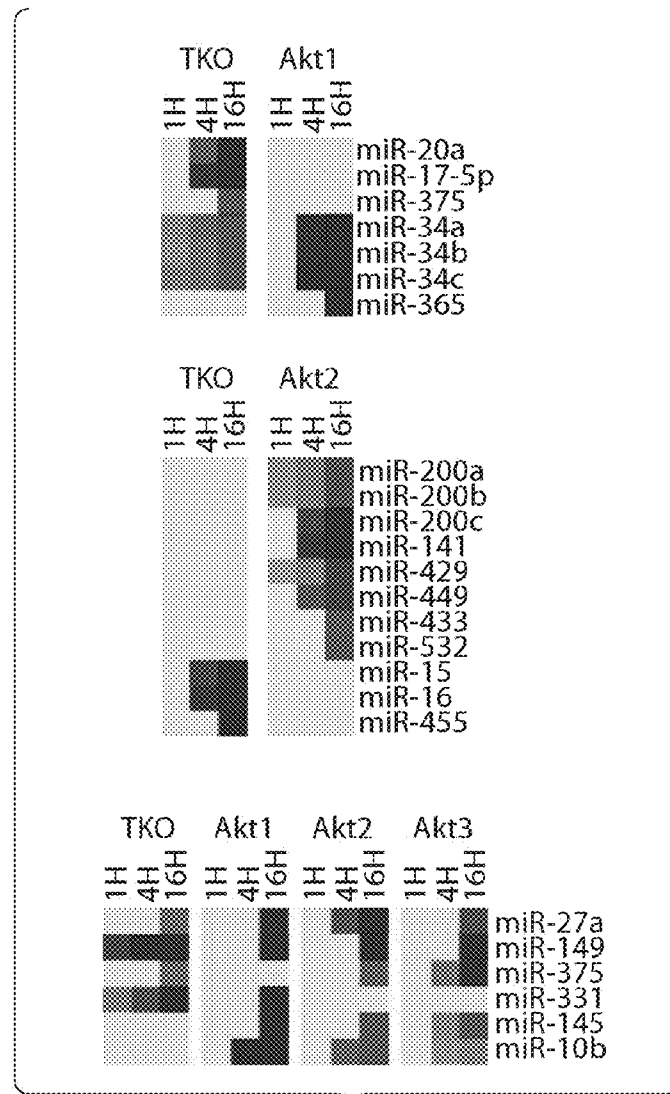 TKO Akt1
1H 4H 16H 1H 4H 16H
miR-20a
miR-17-5p
miR-375
miR-34a
miR-34b
miR-34c
miR-365
TKO Akt2
1H 4H 16H 1H 4H 16H
miR-200a
miR-200b
miR-200c
miR-141
miR-429
miR-449
miR-433
miR-532
miR-15
miR-16
miR-455
TKO Akt1 Akt2 Akt3
1H 4H 16H 1H 4H 16H 1H 4H 16H 1H 4H 16H
miR-27a
miR-149
miR-375
miR-331
miR-145
miR-10b